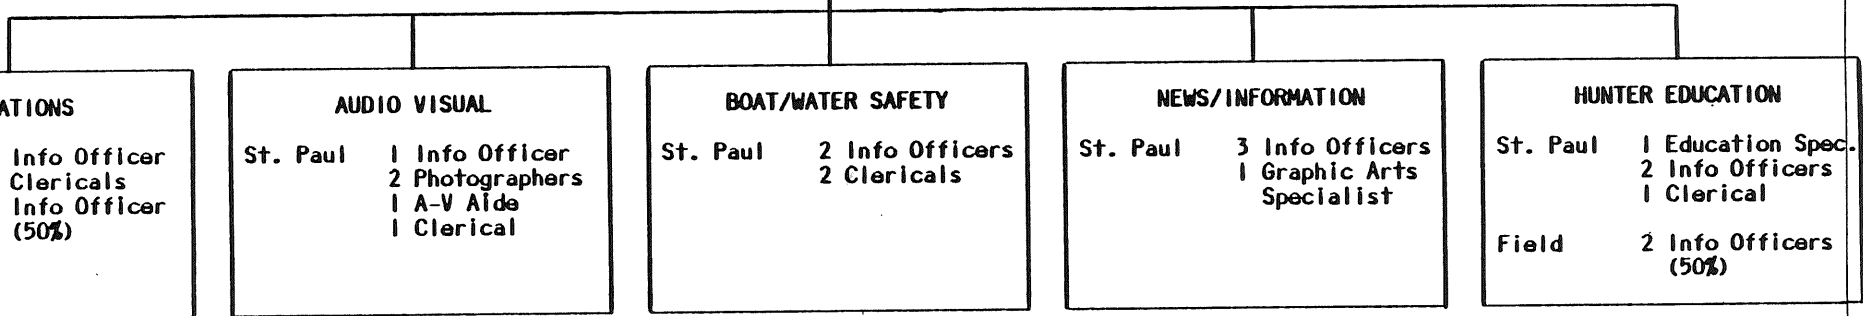 ATIONS
Info Officer
Clericals
Info Officer
(50%)
AUDIO VISUAL
St. Paul 1 Info Officer
2 Photographers
1 A-V Aide
1 Clerical
BOAT/WATER SAFETY
St. Paul 2 Info Officers
2 Clericals
NEWS/INFORMATION
St. Paul 3 Info Officers
1 Graphic Arts
Specialist
HUNTER EDUCATION
St. Paul 1 Education Spec.
2 Info Officers
1 Clerical
Field 2 Info Officers
(50%)